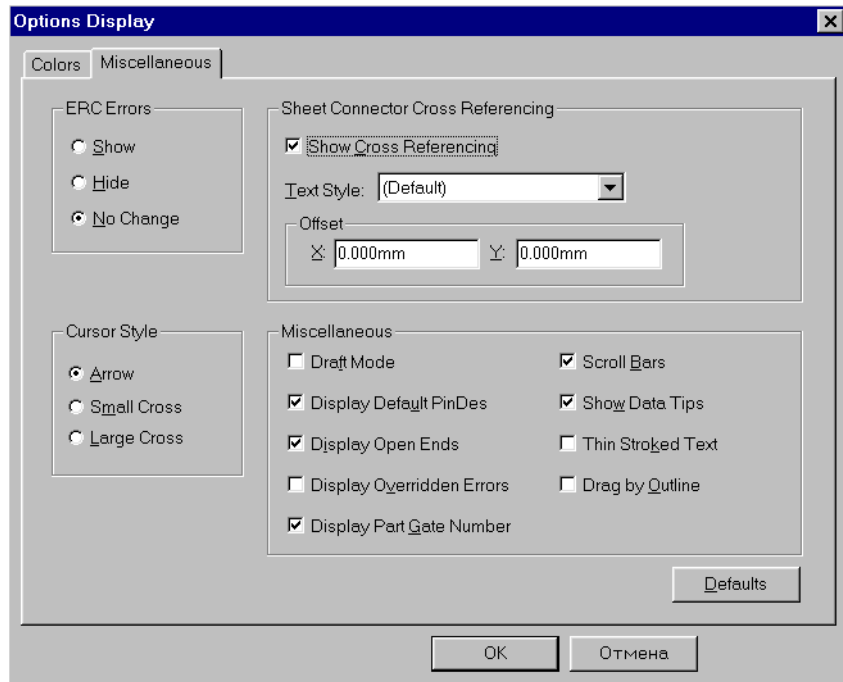 Options Display
Colors
Miscellaneous
ERC Errors
Show
Hide
No Change
Sheet Connector Cross Referencing
Show Cross Referencing
Text Style: (Default)
Offset
X: 0.000mm Y: 0.000mm
Cursor Style
Arrow
Small Cross
Large Cross
Miscellaneous
Draft Mode
Display Default PinDes
Display Open Ends
Display Overridden Errors
Display Part Gate Number
Scroll Bars
Show Data Tips
Thin Stroked Text
Drag by Outline
Defaults
OK
Отмена